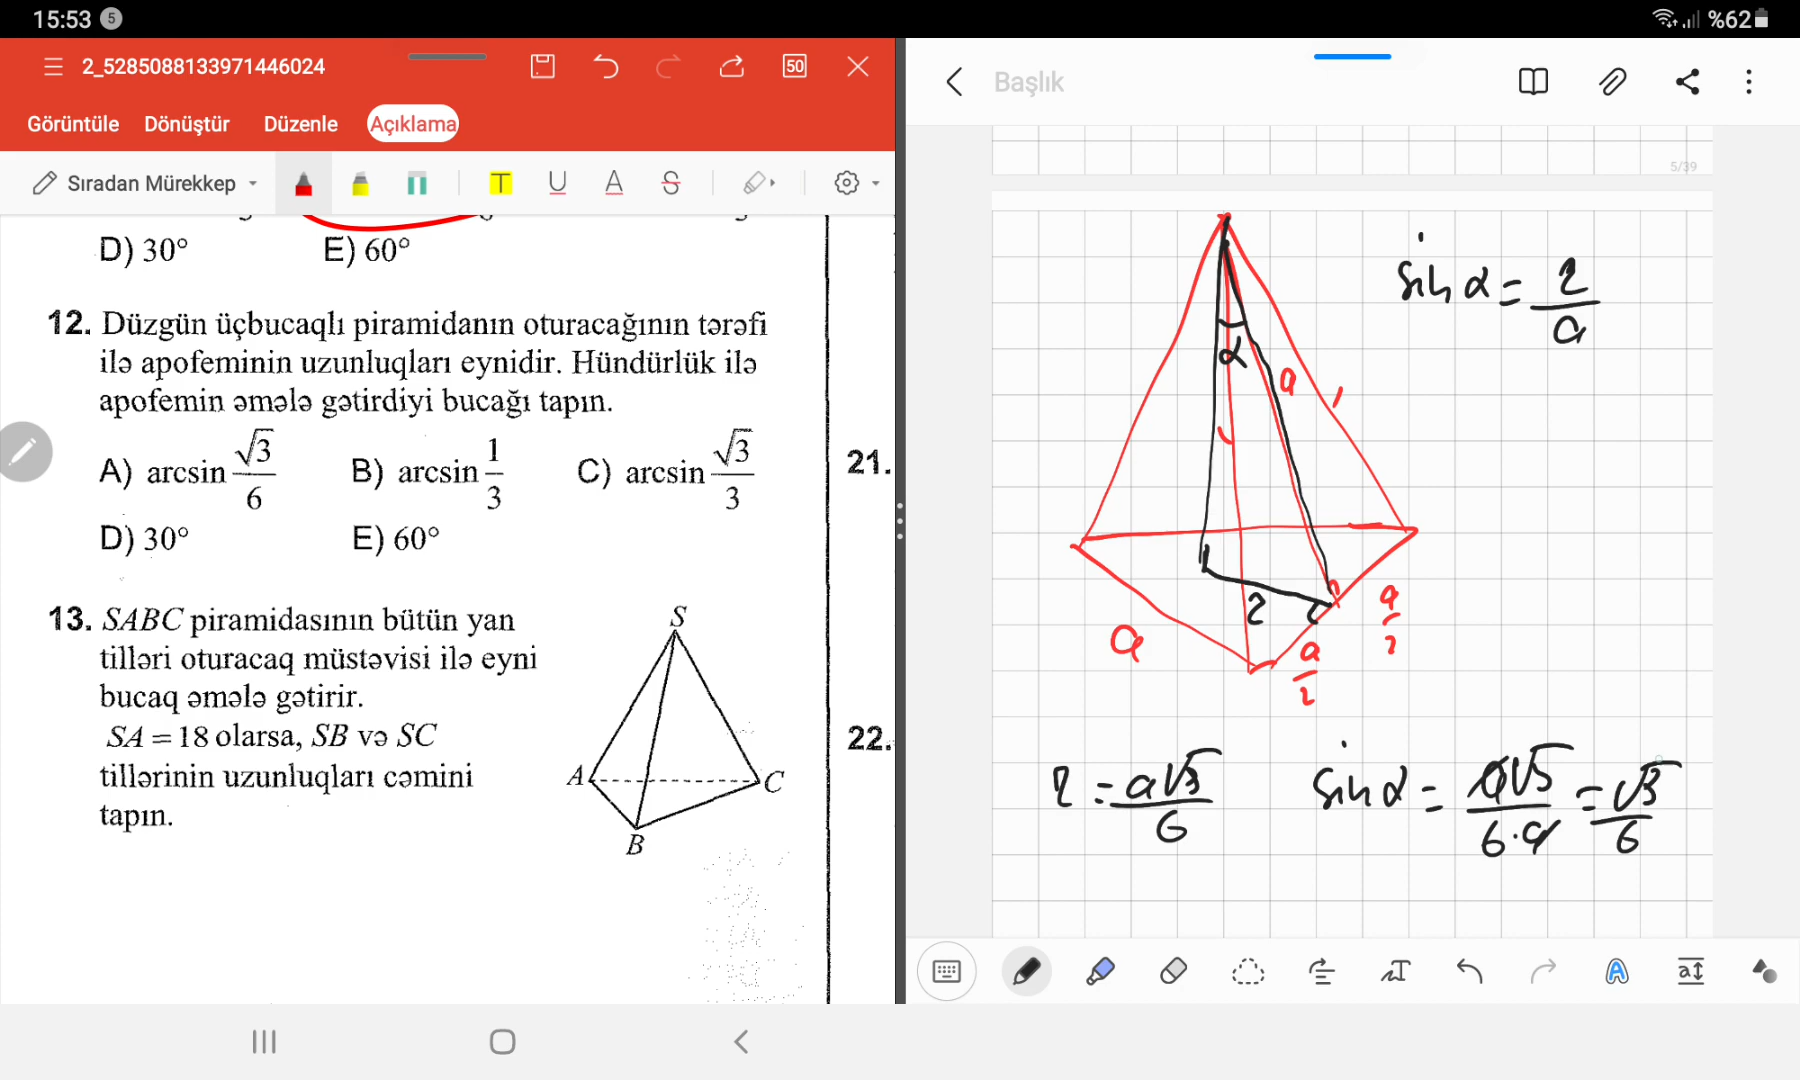 15:53 5
%62
2_5285088133971446024
50
Görüntüle Dönüştür Düzenle Açıklama
Sıradan Mürekkep
T U A S
D) 30° E) 60°
12. Düzgün üçbucaqlı piramidanın oturacağının tərəfi
ilə apofeminin uzunluqları eynidir. Hündürlük ilə
apofemin əmələ gətirdiyi bucağı tapın.
A) arcsin √3/6 B) arcsin 1/3 C) arcsin √3/3
D) 30° E) 60°
13. SABC piramidasının bütün yan
tilləri oturacaq müstəvisi ilə eyni
bucaq əmələ gətirir.
SA = 18 olarsa, SB və SC
tillərinin uzunluqları cəmini
tapın.
S
A
C
B
21.
22.
Başlık
5/39
sin α = r/a
α
a
r
a/2
a
a/2
r = a√3/6 sin α = a√3/6·a = √3/6